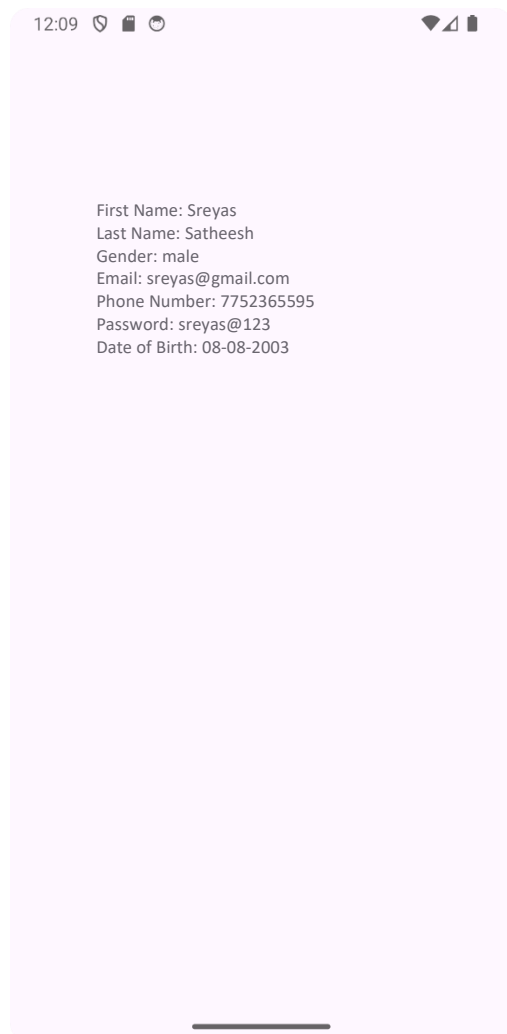 12:09
First Name: Sreyas
Last Name: Satheesh
Gender: male
Email: sreyas@gmail.com
Phone Number: 7752365595
Password: sreyas@123
Date of Birth: 08-08-2003